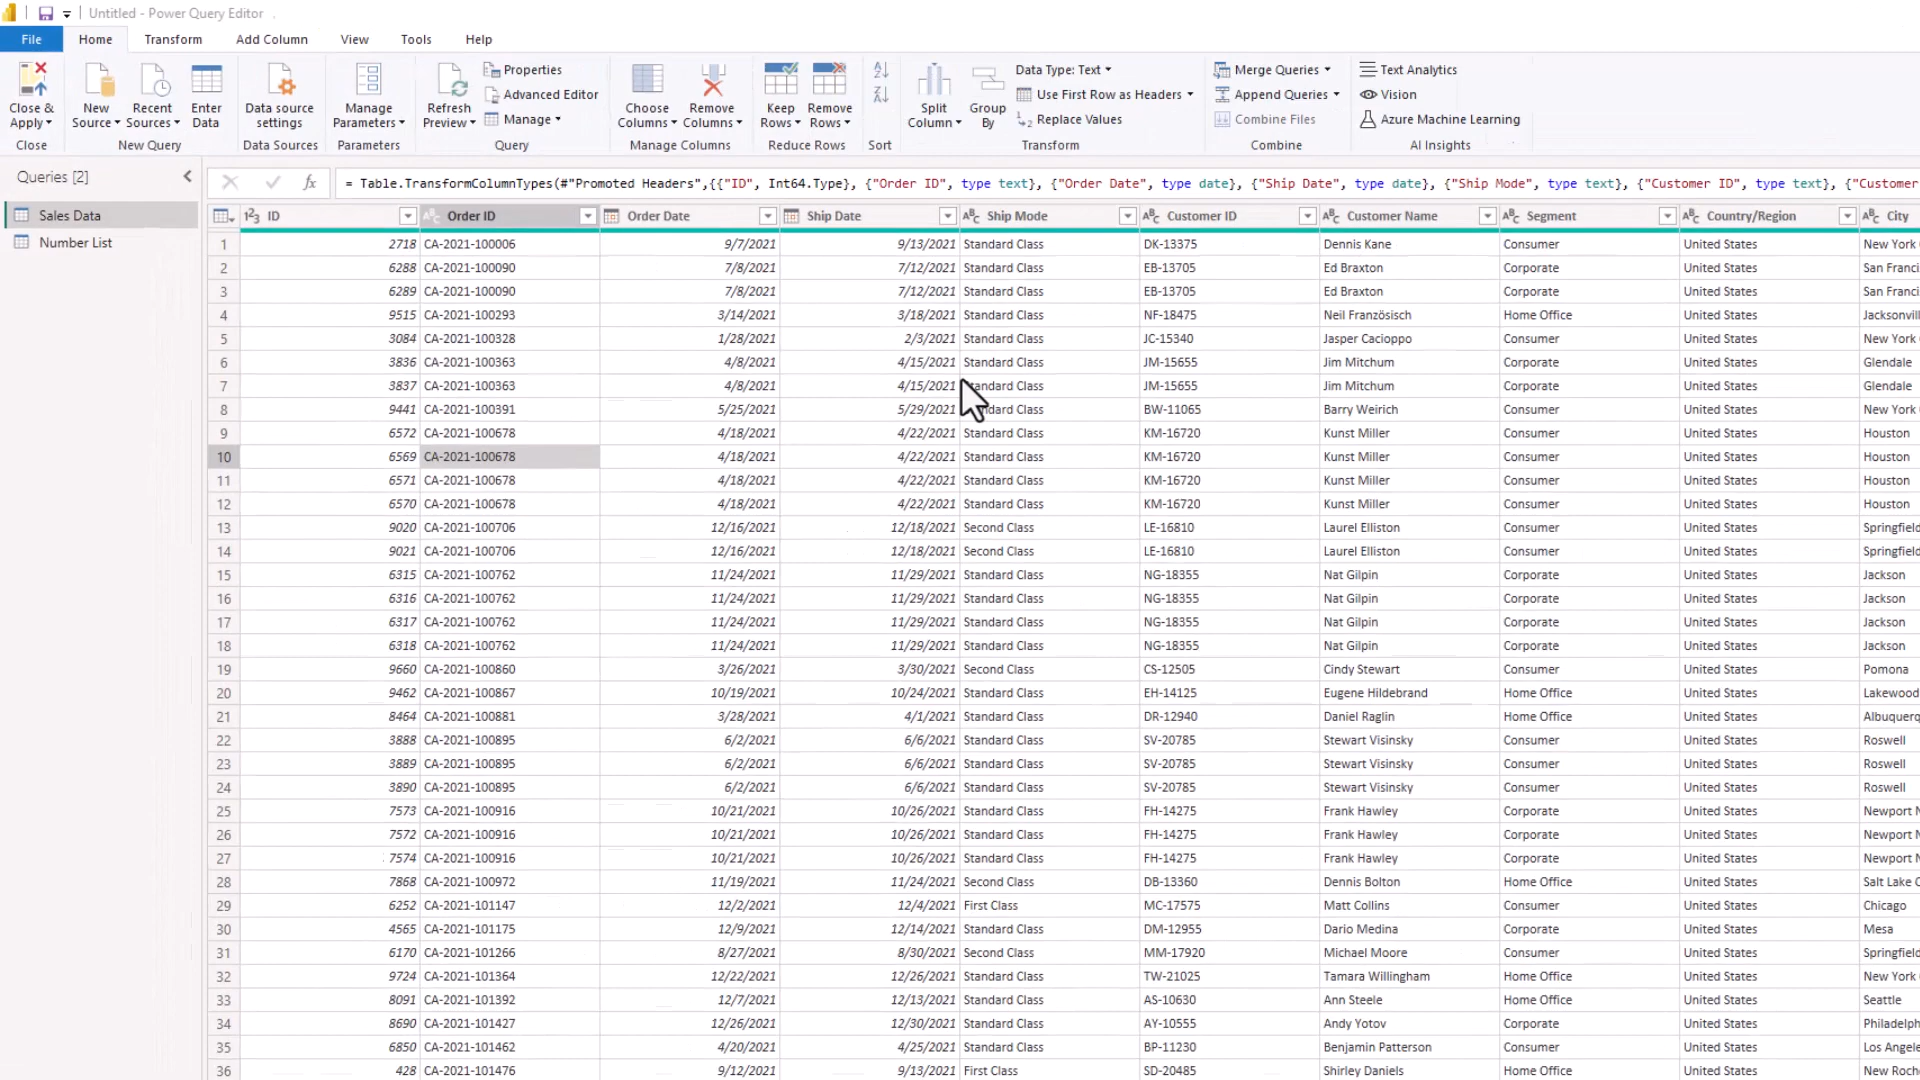 Untitled - Power Query Editor
File Home Transform Add Column View Tools Help
Close & Apply New Source Recent Sources Enter Data Data source settings Manage Parameters Refresh Preview Properties Advanced Editor Manage Choose Columns Remove Columns Keep Rows Remove Rows Split Column Group By Data Type: Text Use First Row as Headers Replace Values Merge Queries Append Queries Combine Files Text Analytics Vision Azure Machine Learning
Close New Query Data Sources Parameters Query Manage Columns Reduce Rows Sort Transform Combine AI Insights
Queries [2]
Sales Data
Number List
= Table.TransformColumnTypes(#"Promoted Headers",{{"ID", Int64.Type}, {"Order ID", type text}, {"Order Date", type date}, {"Ship Date", type date}, {"Ship Mode", type text}, {"Customer ID", type text}, {"Customer
ID Order ID Order Date Ship Date Ship Mode Customer ID Customer Name Segment Country/Region City
1 2718 CA-2021-100006 9/7/2021 9/13/2021 Standard Class DK-13375 Dennis Kane Consumer United States New York
2 6288 CA-2021-100090 7/8/2021 7/12/2021 Standard Class EB-13705 Ed Braxton Corporate United States San Franci
3 6289 CA-2021-100090 7/8/2021 7/12/2021 Standard Class EB-13705 Ed Braxton Corporate United States San Franci
4 9515 CA-2021-100293 3/14/2021 3/18/2021 Standard Class NF-18475 Neil Französisch Home Office United States Jacksonvill
5 3084 CA-2021-100328 1/28/2021 2/3/2021 Standard Class JC-15340 Jasper Cacioppo Consumer United States New York
6 3836 CA-2021-100363 4/8/2021 4/15/2021 Standard Class JM-15655 Jim Mitchum Corporate United States Glendale
7 3837 CA-2021-100363 4/8/2021 4/15/2021 Standard Class JM-15655 Jim Mitchum Corporate United States Glendale
8 9441 CA-2021-100391 5/25/2021 5/29/2021 Standard Class BW-11065 Barry Weirich Consumer United States New York
9 6572 CA-2021-100678 4/18/2021 4/22/2021 Standard Class KM-16720 Kunst Miller Consumer United States Houston
10 6569 CA-2021-100678 4/18/2021 4/22/2021 Standard Class KM-16720 Kunst Miller Consumer United States Houston
11 6571 CA-2021-100678 4/18/2021 4/22/2021 Standard Class KM-16720 Kunst Miller Consumer United States Houston
12 6570 CA-2021-100678 4/18/2021 4/22/2021 Standard Class KM-16720 Kunst Miller Consumer United States Houston
13 9020 CA-2021-100706 12/16/2021 12/18/2021 Second Class LE-16810 Laurel Elliston Consumer United States Springfield
14 9021 CA-2021-100706 12/16/2021 12/18/2021 Second Class LE-16810 Laurel Elliston Consumer United States Springfield
15 6315 CA-2021-100762 11/24/2021 11/29/2021 Standard Class NG-18355 Nat Gilpin Corporate United States Jackson
16 6316 CA-2021-100762 11/24/2021 11/29/2021 Standard Class NG-18355 Nat Gilpin Corporate United States Jackson
17 6317 CA-2021-100762 11/24/2021 11/29/2021 Standard Class NG-18355 Nat Gilpin Corporate United States Jackson
18 6318 CA-2021-100762 11/24/2021 11/29/2021 Standard Class NG-18355 Nat Gilpin Corporate United States Jackson
19 9660 CA-2021-100860 3/26/2021 3/30/2021 Second Class CS-12505 Cindy Stewart Consumer United States Pomona
20 9462 CA-2021-100867 10/19/2021 10/24/2021 Standard Class EH-14125 Eugene Hildebrand Home Office United States Lakewood
21 8464 CA-2021-100881 3/28/2021 4/1/2021 Standard Class DR-12940 Daniel Raglin Home Office United States Albuquerq
22 3888 CA-2021-100895 6/2/2021 6/6/2021 Standard Class SV-20785 Stewart Visinsky Consumer United States Roswell
23 3889 CA-2021-100895 6/2/2021 6/6/2021 Standard Class SV-20785 Stewart Visinsky Consumer United States Roswell
24 3890 CA-2021-100895 6/2/2021 6/6/2021 Standard Class SV-20785 Stewart Visinsky Consumer United States Roswell
25 7573 CA-2021-100916 10/21/2021 10/26/2021 Standard Class FH-14275 Frank Hawley Corporate United States Newport N
26 7572 CA-2021-100916 10/21/2021 10/26/2021 Standard Class FH-14275 Frank Hawley Corporate United States Newport N
27 7574 CA-2021-100916 10/21/2021 10/26/2021 Standard Class FH-14275 Frank Hawley Corporate United States Newport N
28 7868 CA-2021-100972 11/19/2021 11/24/2021 Second Class DB-13360 Dennis Bolton Home Office United States Salt Lake C
29 6252 CA-2021-101147 12/2/2021 12/4/2021 First Class MC-17575 Matt Collins Consumer United States Chicago
30 4565 CA-2021-101175 12/9/2021 12/14/2021 Standard Class DM-12955 Dario Medina Corporate United States Mesa
31 6170 CA-2021-101266 8/27/2021 8/30/2021 Second Class MM-17920 Michael Moore Consumer United States Springfield
32 9724 CA-2021-101364 12/22/2021 12/26/2021 Standard Class TW-21025 Tamara Willingham Home Office United States New York
33 8091 CA-2021-101392 12/7/2021 12/13/2021 Standard Class AS-10630 Ann Steele Home Office United States Seattle
34 8690 CA-2021-101427 12/26/2021 12/30/2021 Standard Class AY-10555 Andy Yotov Corporate United States Philadelph
35 6850 CA-2021-101462 4/20/2021 4/25/2021 Standard Class BP-11230 Benjamin Patterson Consumer United States Los Angele
36 428 CA-2021-101476 9/12/2021 9/13/2021 First Class SD-20485 Shirley Daniels Home Office United States New Roch